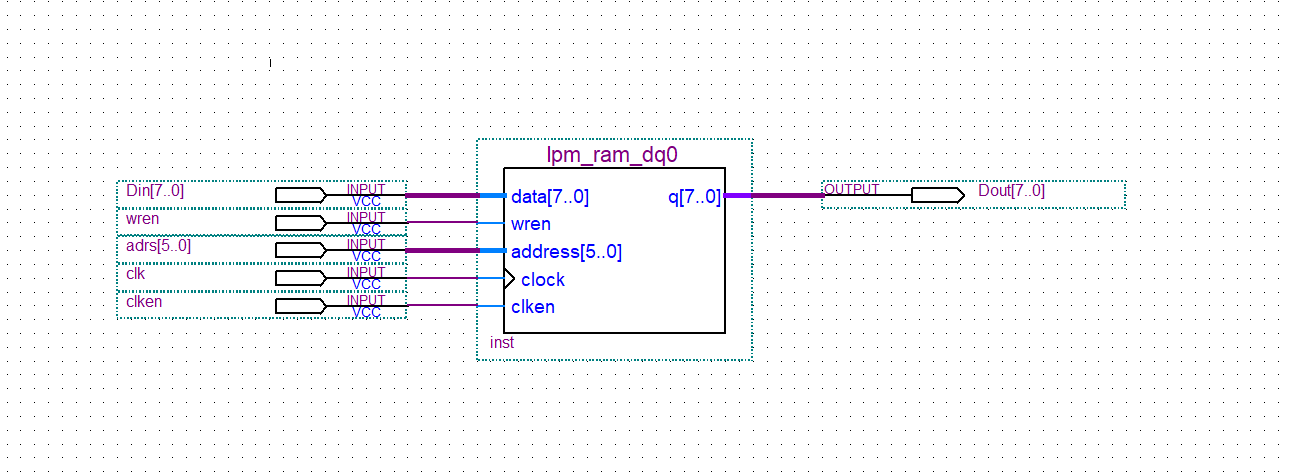 lpm_ram_dq0
Din[7..0] INPUT VCC data[7..0] q[7..0] OUTPUT Dout[7..0]
wren INPUT VCC wren
adrs[5..0] INPUT VCC address[5..0]
clk INPUT VCC clock
clken INPUT VCC clken
inst